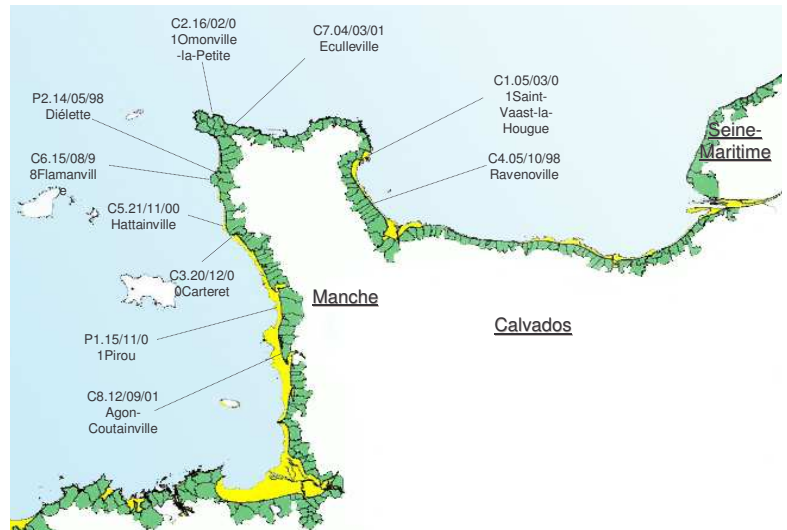 C2.16/02/0
1Omonville
-la-Petite
C7.04/03/01
Eculleville
C1.05/03/0
1Saint-
Vaast-la-
Hougue
P2.14/05/98
Diélette
Seine-
Maritime
C6.15/08/9
8Flamanvill
e
C4.05/10/98
Ravenoville
C5.21/11/00
Hattainville
C3.20/12/0
0Carteret
Manche
Calvados
P1.15/11/0
1Pirou
C8.12/09/01
Agon-
Coutainville